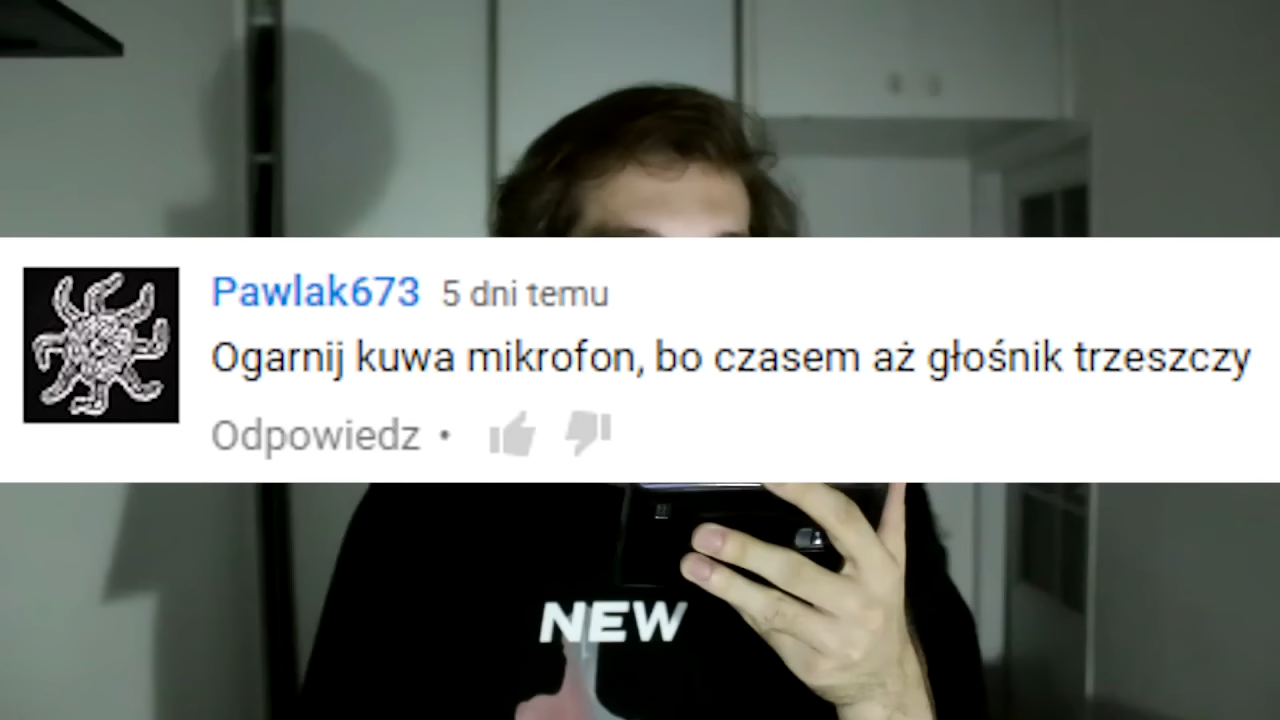 Pawlak673 5 dni temu
Ogarnij kuwa mikrofon, bo czasem aż głośnik trzeszczy
Odpowiedz •
NEW